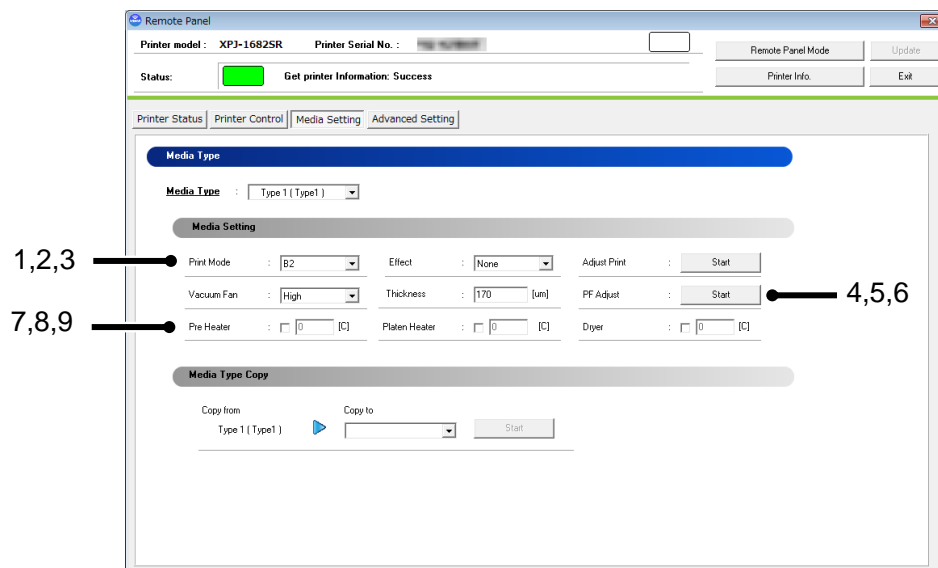 Remote Panel
Printer model : XPJ-1682SR Printer Serial No. :
Remote Panel Mode Update
Status: Get printer Information: Success Printer Info. Exit
Printer Status Printer Control Media Setting Advanced Setting
Media Type
Media Type : Type 1 ( Type1 )
Media Setting
1,2,3 Print Mode : B2 Effect : None Adjust Print : Start
Vacuum Fan : High Thickness : 170 [um] PF Adjust : Start 4,5,6
7,8,9 Pre Heater : 0 [C] Platen Heater : 0 [C] Dryer : 0 [C]
Media Type Copy
Copy from Copy to
Type 1 ( Type1 ) Start